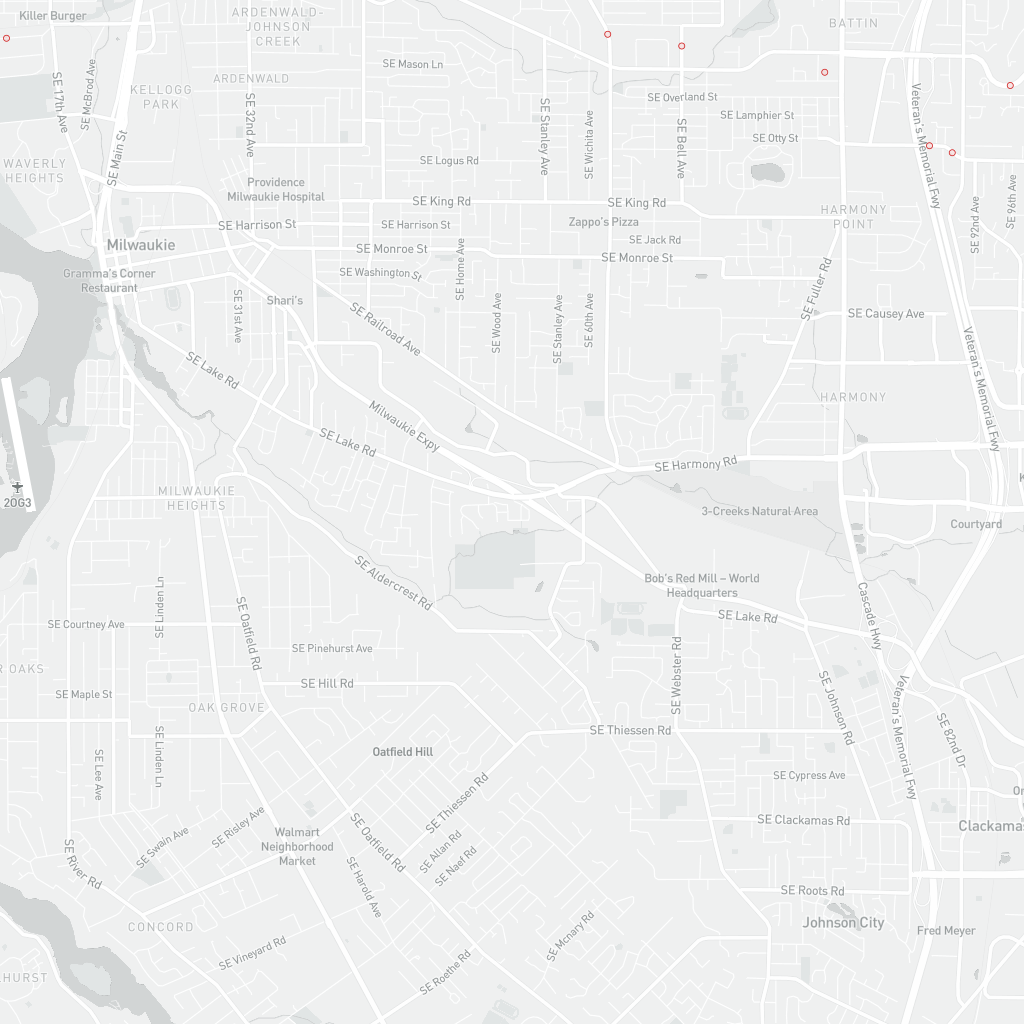 Killer Burger
ARDENWALD-
JOHNSON
CREEK
BATTIN
SE Mason Ln
ARDENWALD
KELLOGG
PARK
SE 17th Ave
SE McBrod Ave
SE 32nd Ave
SE Main St
SE Stanley Ave
SE Wichita Ave
SE Bell Ave
SE Overland St
SE Lamphier St
SE Otty St
Veteran's Memorial Fwy
WAVERLY
HEIGHTS
SE Logus Rd
Providence
Milwaukie Hospital
SE King Rd
SE King Rd
SE 92nd Ave
SE 96th Ave
HARMONY
POINT
SE Harrison St
SE Harrison St
Zappo's Pizza
Milwaukie
SE Monroe St
SE Jack Rd
SE Monroe St
Gramma's Corner
Restaurant
SE Washington St
SE Home Ave
SE Fuller Rd
Shari's
SE 31st Ave
SE Railroad Ave
SE Wood Ave
SE Stanley Ave
SE 60th Ave
SE Causey Ave
Veteran's Memorial Fwy
SE Lake Rd
HARMONY
Milwaukie Expy
SE Lake Rd
SE Harmony Rd
K
20G3
MILWAUKIE
HEIGHTS
3-Creeks Natural Area
Courtyard
SE Aldercrest Rd
Bob's Red Mill – World
Headquarters
SE Linden Ln
SE Oatfield Rd
SE Courtney Ave
SE Lake Rd
Cascade Hwy
SE Pinehurst Ave
SE Webster Rd
R OAKS
SE Hill Rd
SE Maple St
SE Johnson Rd
Veteran's Memorial Fwy
OAK GROVE
SE Thiessen Rd
SE 82nd Dr
SE Lee Ave
SE Linden Ln
Oatfield Hill
SE Cypress Ave
SE Thiessen Rd
Or
SE Clackamas Rd
Clackamas
SE Swain Ave
SE Risley Ave
Walmart
Neighborhood
Market
SE Oatfield Rd
SE Allan Rd
SE Naef Rd
SE River Rd
SE Harold Ave
SE Roots Rd
CONCORD
SE Mcnary Rd
Johnson City
Fred Meyer
SE Vineyard Rd
SE Roethe Rd
LHURST